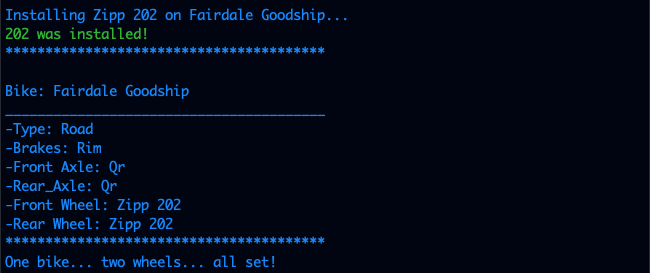 Installing Zipp 202 on Fairdale Goodship...
202 was installed!
****************************************
Bike: Fairdale Goodship
________________________________________
-Type: Road
-Brakes: Rim
-Front Axle: Qr
-Rear_Axle: Qr
-Front Wheel: Zipp 202
-Rear Wheel: Zipp 202
****************************************
One bike... two wheels... all set!